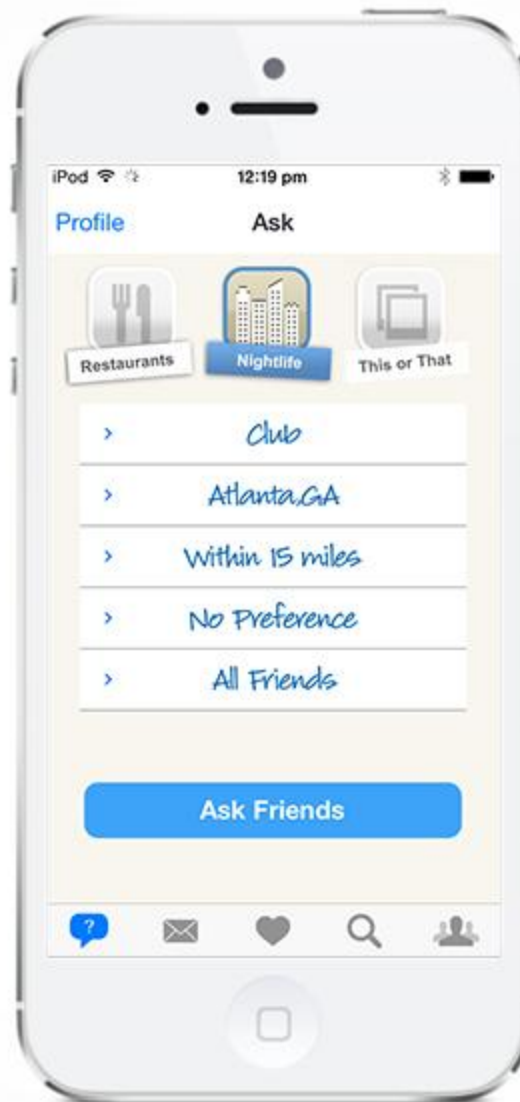 iPod 12:19 pm
Profile Ask
Restaurants Nightlife This or That
> Club
> Atlanta,GA
> Within 15 miles
> No Preference
> All Friends
Ask Friends
?